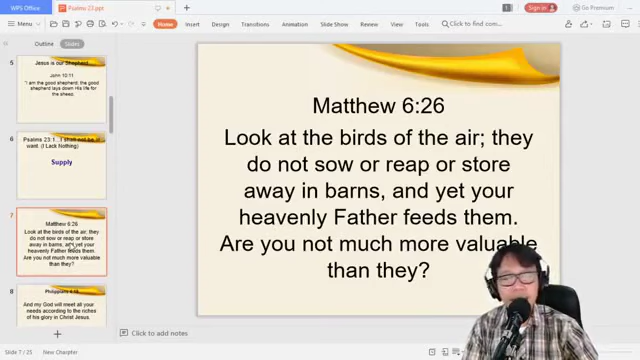 WPS Office
Psalms 23.ppt
1
Sign in
Go Premium
Menu
Home
Insert
Design
Transitions
Animation
Slide Show
Review
Click to find com...
Outline
Slides
5
Jesus is our Shepherd
John 10:11
"I am the good shepherd; the good
shepherd lays down His life for
the sheep.
6
Psalms 23:1...I shall not be in
want. (I Lack Nothing)
Supply
7
Matthew 6:26
Look at the birds of the air; they
do not sow or reap or store
away in barns, and yet your
heavenly Father feeds them.
Are you not much more valuable
than they?
8
And my God will meet all your
needs according to the riches
of his glory in Christ Jesus.
Matthew 6:26
Look at the birds of the air; they
do not sow or reap or store
away in barns, and yet your
heavenly Father feeds them.
Are you not much more valuable
than they?
Click to add notes
Slide 7 / 25
New Chapter